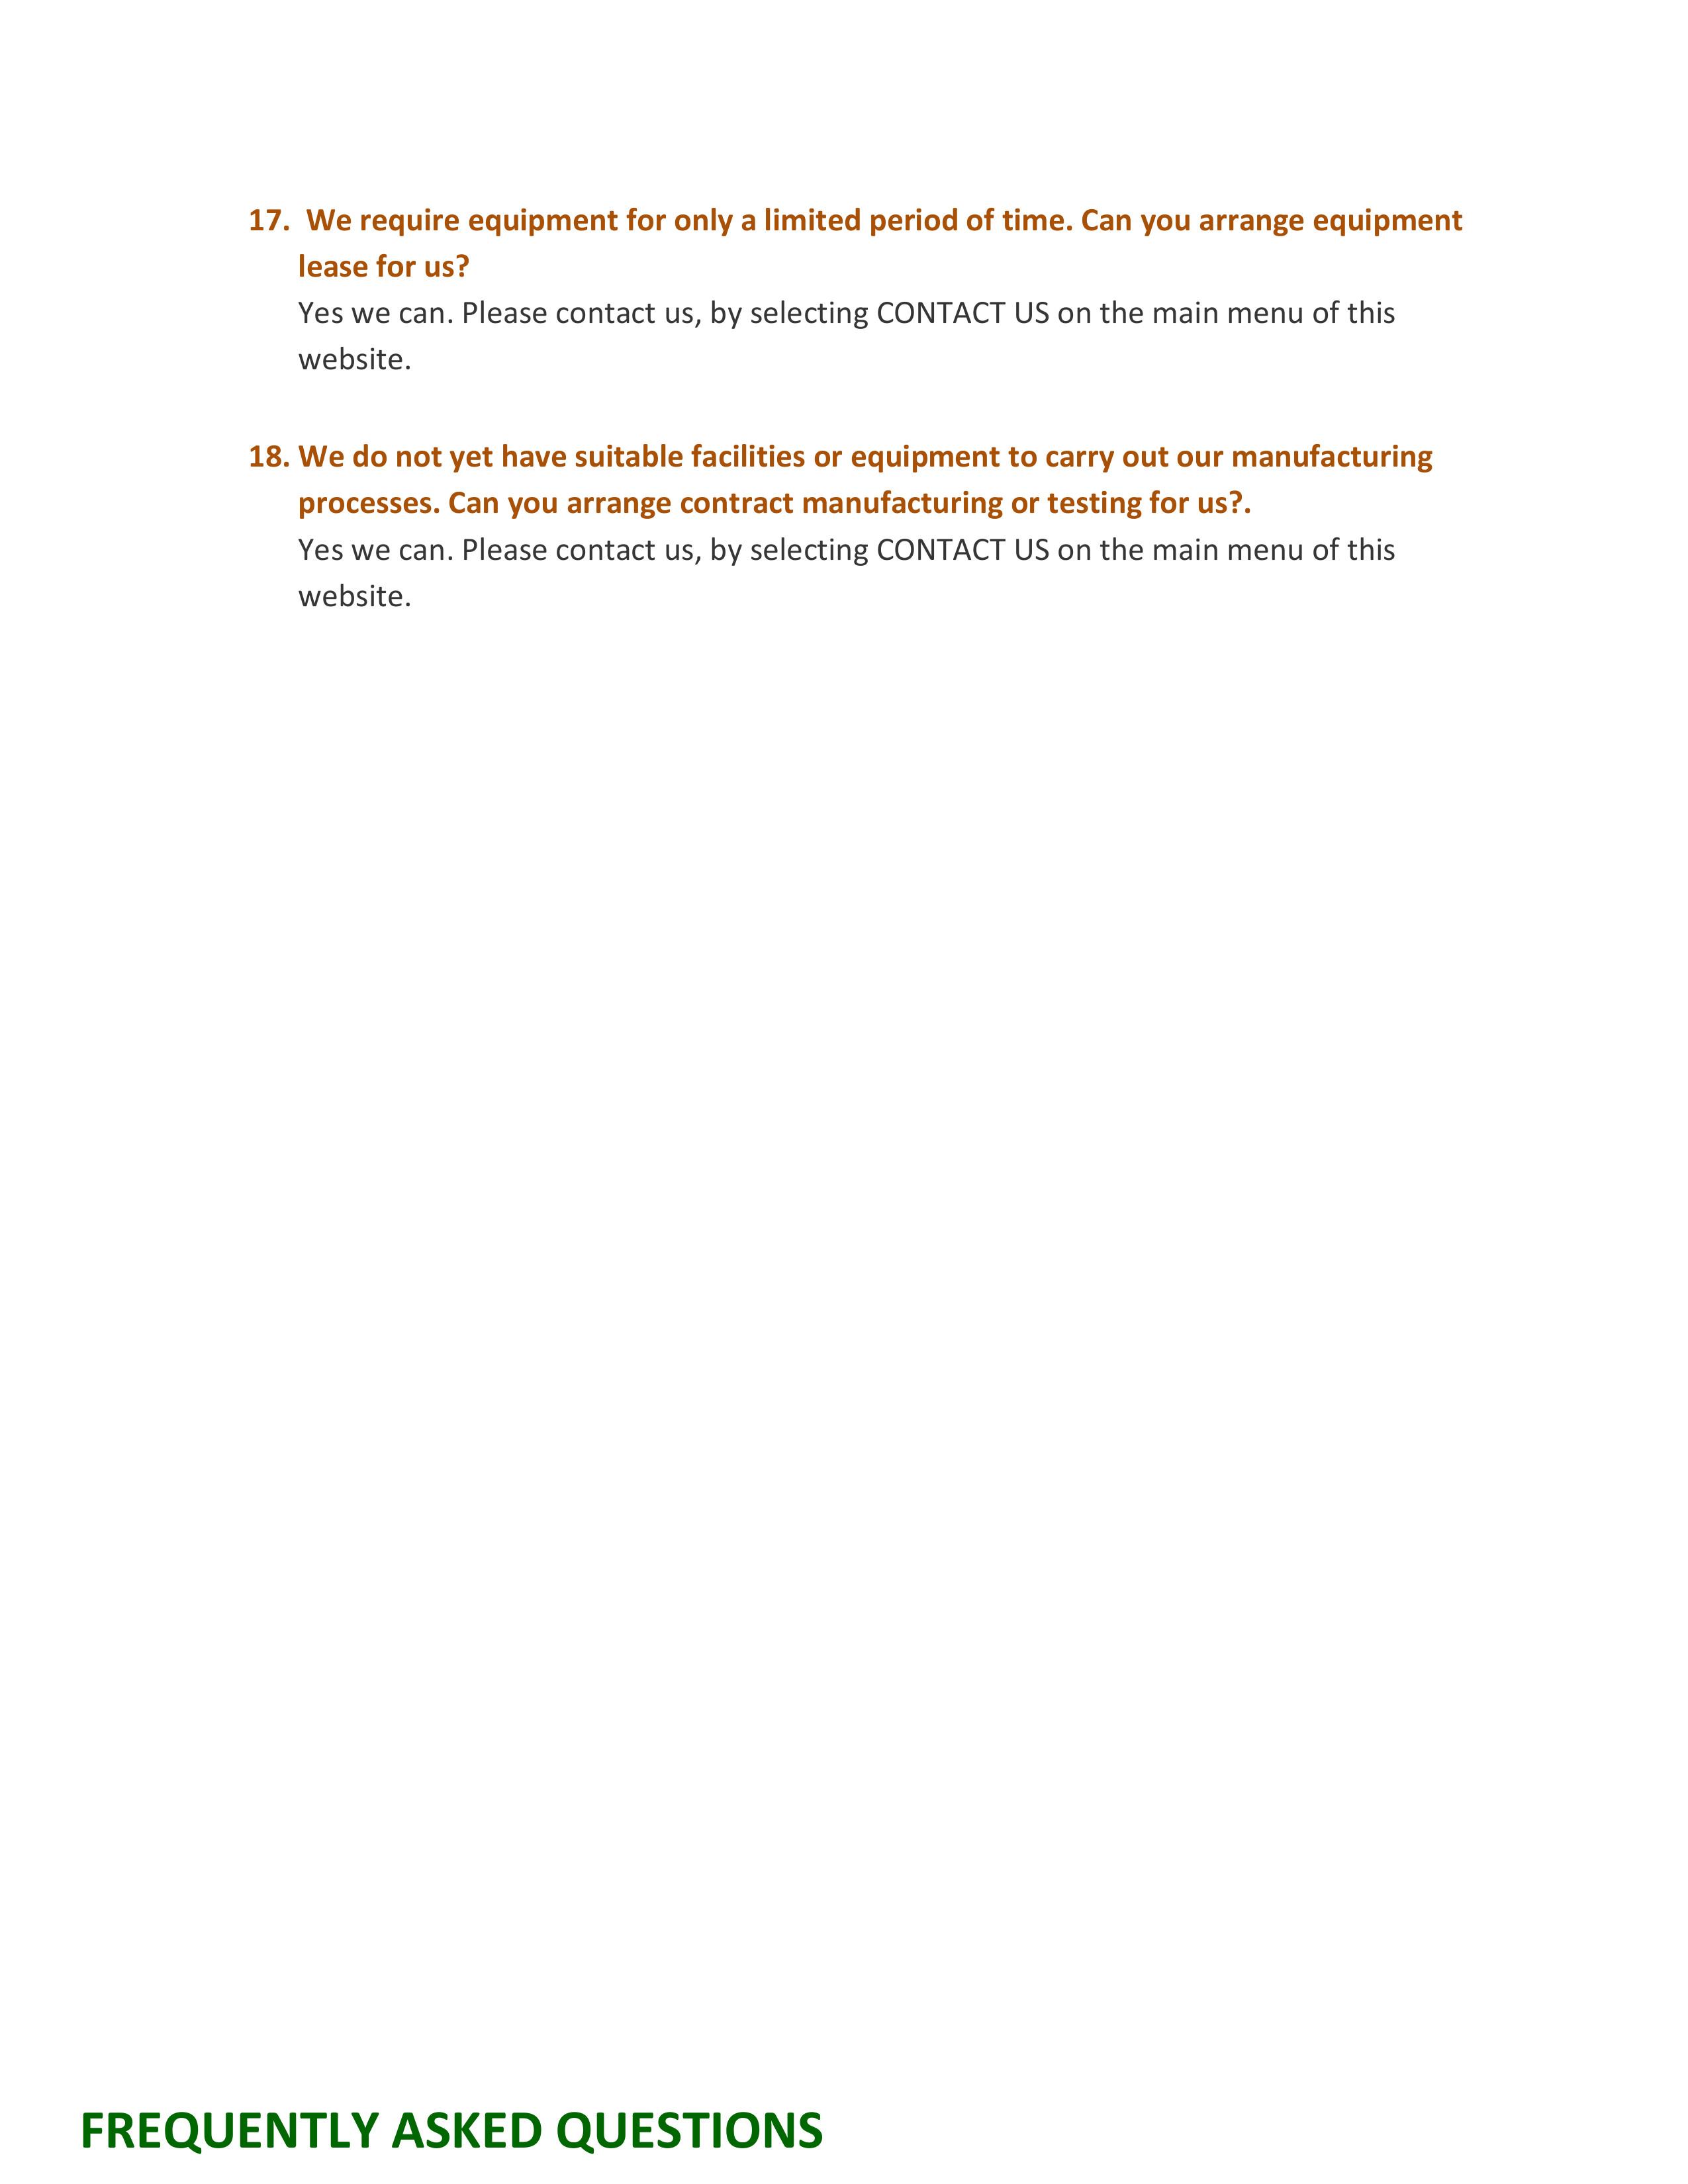 17. We require equipment for only a limited period of time. Can you arrange equipment
lease for us?
Yes we can. Please contact us, by selecting CONTACT US on the main menu of this
website.
18. We do not yet have suitable facilities or equipment to carry out our manufacturing
processes. Can you arrange contract manufacturing or testing for us?.
Yes we can. Please contact us, by selecting CONTACT US on the main menu of this
website.
FREQUENTLY ASKED QUESTIONS